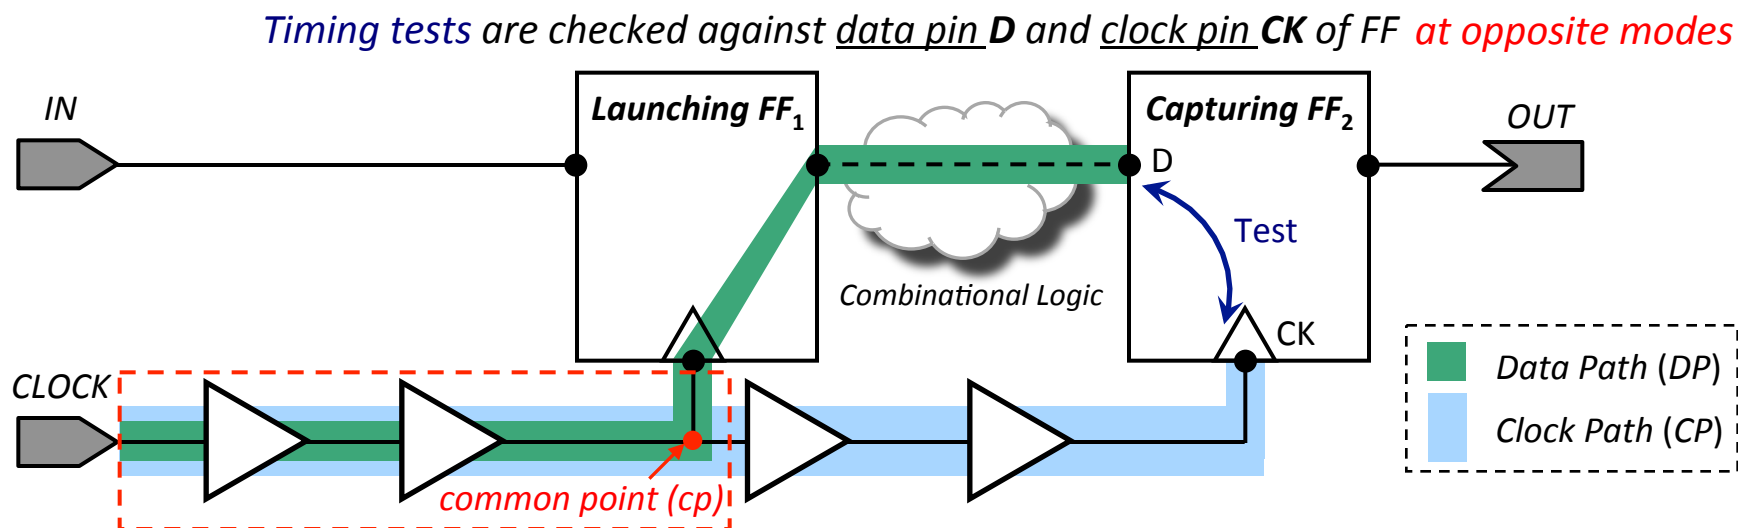 Timing tests are checked against data pin D and clock pin CK of FF at opposite modes
IN
Launching FF1
Capturing FF2
OUT
D
Test
Combinational Logic
CK
CLOCK
common point (cp)
Data Path (DP)
Clock Path (CP)